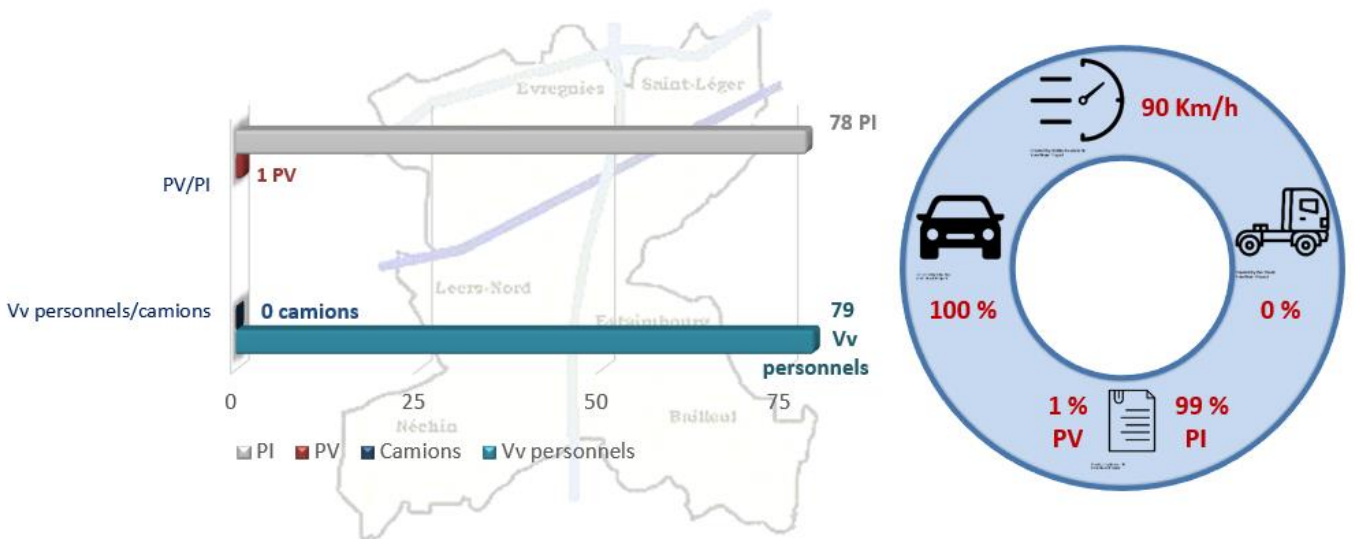 Evregnies
Saint-Léger
78 PI
90 Km/h
PV/PI
1 PV
Leers-Nord
Vv personnels/camions
0 camions
Estaimbourg
79
Vv
personnels
100 %
0 %
0
25
50
75
Néchin
Bailleul
PI
PV
Camions
Vv personnels
1 %
PV
99 %
PI